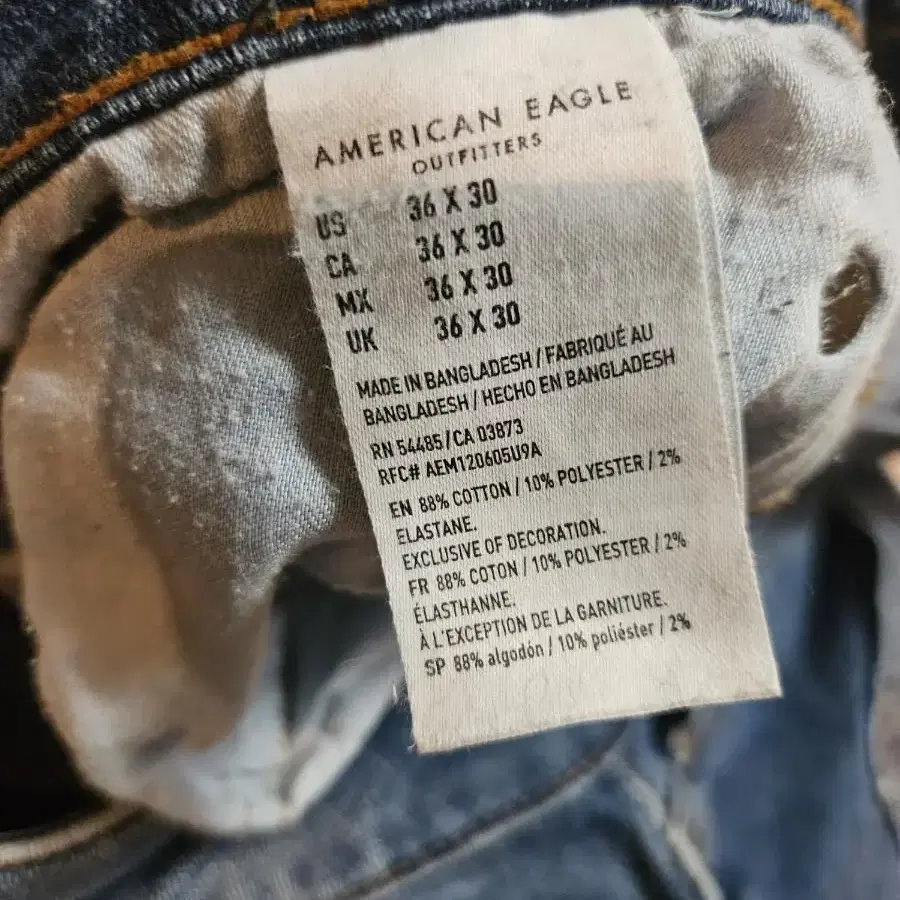 AMERICAN EAGLE
OUTFITTERS
US 36 X 30
CA 36 X 30
MX 36 X 30
UK 36 X 30
MADE IN BANGLADESH / FABRIQUÉ AU
BANGLADESH / HECHO EN BANGLADESH
RN 54485 / CA 03873
RFC# AEM120605U9A
EN 88% COTTON / 10% POLYESTER / 2%
ELASTANE.
EXCLUSIVE OF DECORATION.
FR 88% COTON / 10% POLYESTER / 2%
ÉLASTHANNE.
À L'EXCEPTION DE LA GARNITURE.
SP 88% algodón / 10% poliéster / 2%